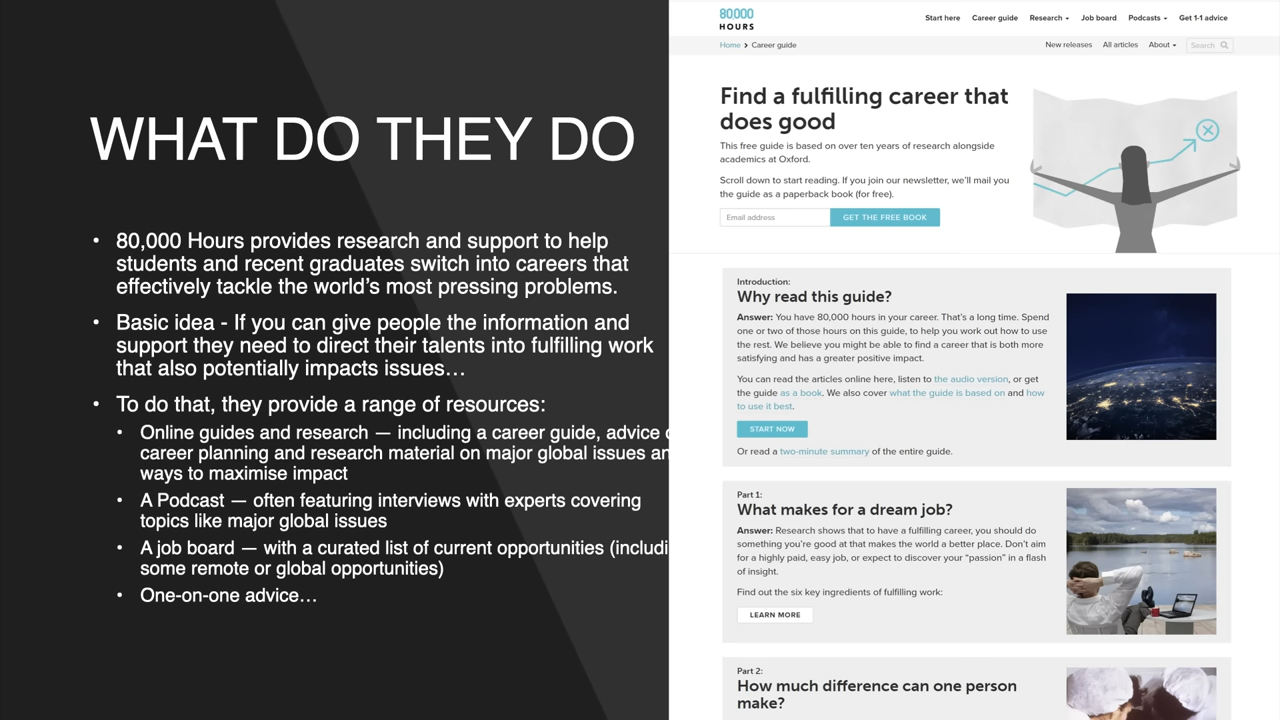 WHAT DO THEY DO
• 80,000 Hours provides research and support to help
students and recent graduates switch into careers that
effectively tackle the world’s most pressing problems.
• Basic idea - If you can give people the information and
support they need to direct their talents into fulfilling work
that also potentially impacts issues…
• To do that, they provide a range of resources:
• Online guides and research — including a career guide, advice
career planning and research material on major global issues
ways to maximise impact
• A Podcast — often featuring interviews with experts covering
topics like major global issues
• A job board — with a curated list of current opportunities (includi
some remote or global opportunities)
• One-on-one advice…
80,000
HOURS
Start here Career guide Research Job board Podcasts Get 1-1 advice
Home Career guide New releases All articles About Search
Find a fulfilling career that
does good
This free guide is based on over ten years of research alongside
academics at Oxford.
Scroll down to start reading. If you join our newsletter, we’ll mail you
the guide as a paperback book (for free).
Email address GET THE FREE BOOK
Introduction:
Why read this guide?
Answer: You have 80,000 hours in your career. That’s a long time. Spend
one or two of those hours on this guide, to help you work out how to use
the rest. We believe you might be able to find a career that is both more
satisfying and has a greater positive impact.
You can read the articles online here, listen to the audio version, or get
the guide as a book. We also cover what the guide is based on and how
to use it best.
START NOW
Or read a two-minute summary of the entire guide.
Part 1:
What makes for a dream job?
Answer: Research shows that to have a fulfilling career, you should do
something you’re good at that makes the world a better place. Don’t aim
for a highly paid, easy job, or expect to discover your “passion” in a flash
of insight.
Find out the six key ingredients of fulfilling work:
LEARN MORE
Part 2:
How much difference can one person
make?